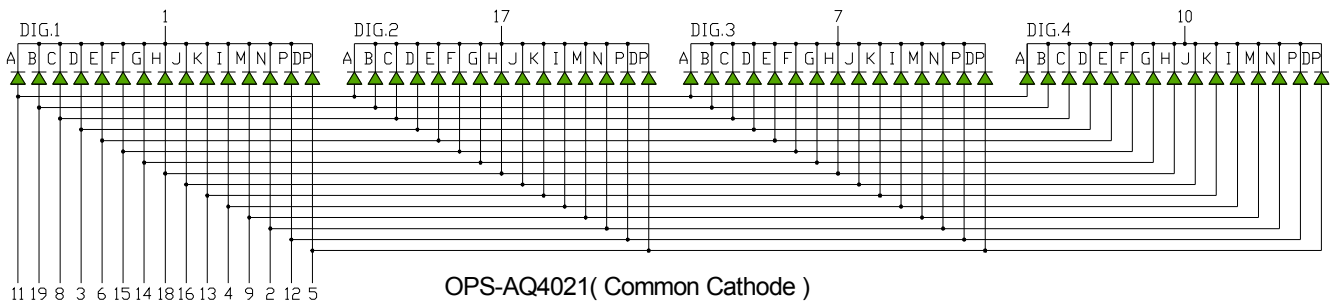 1 17 7 10
DIG.1 DIG.2 DIG.3 DIG.4
A B C D E F G H J K I M N P DP A B C D E F G H J K I M N P DP A B C D E F G H J K I M N P DP A B C D E F G H J K I M N P DP
11 19 8 3 6 15 14 18 16 13 4 9 2 12 5
OPS-AQ4021( Common Cathode )